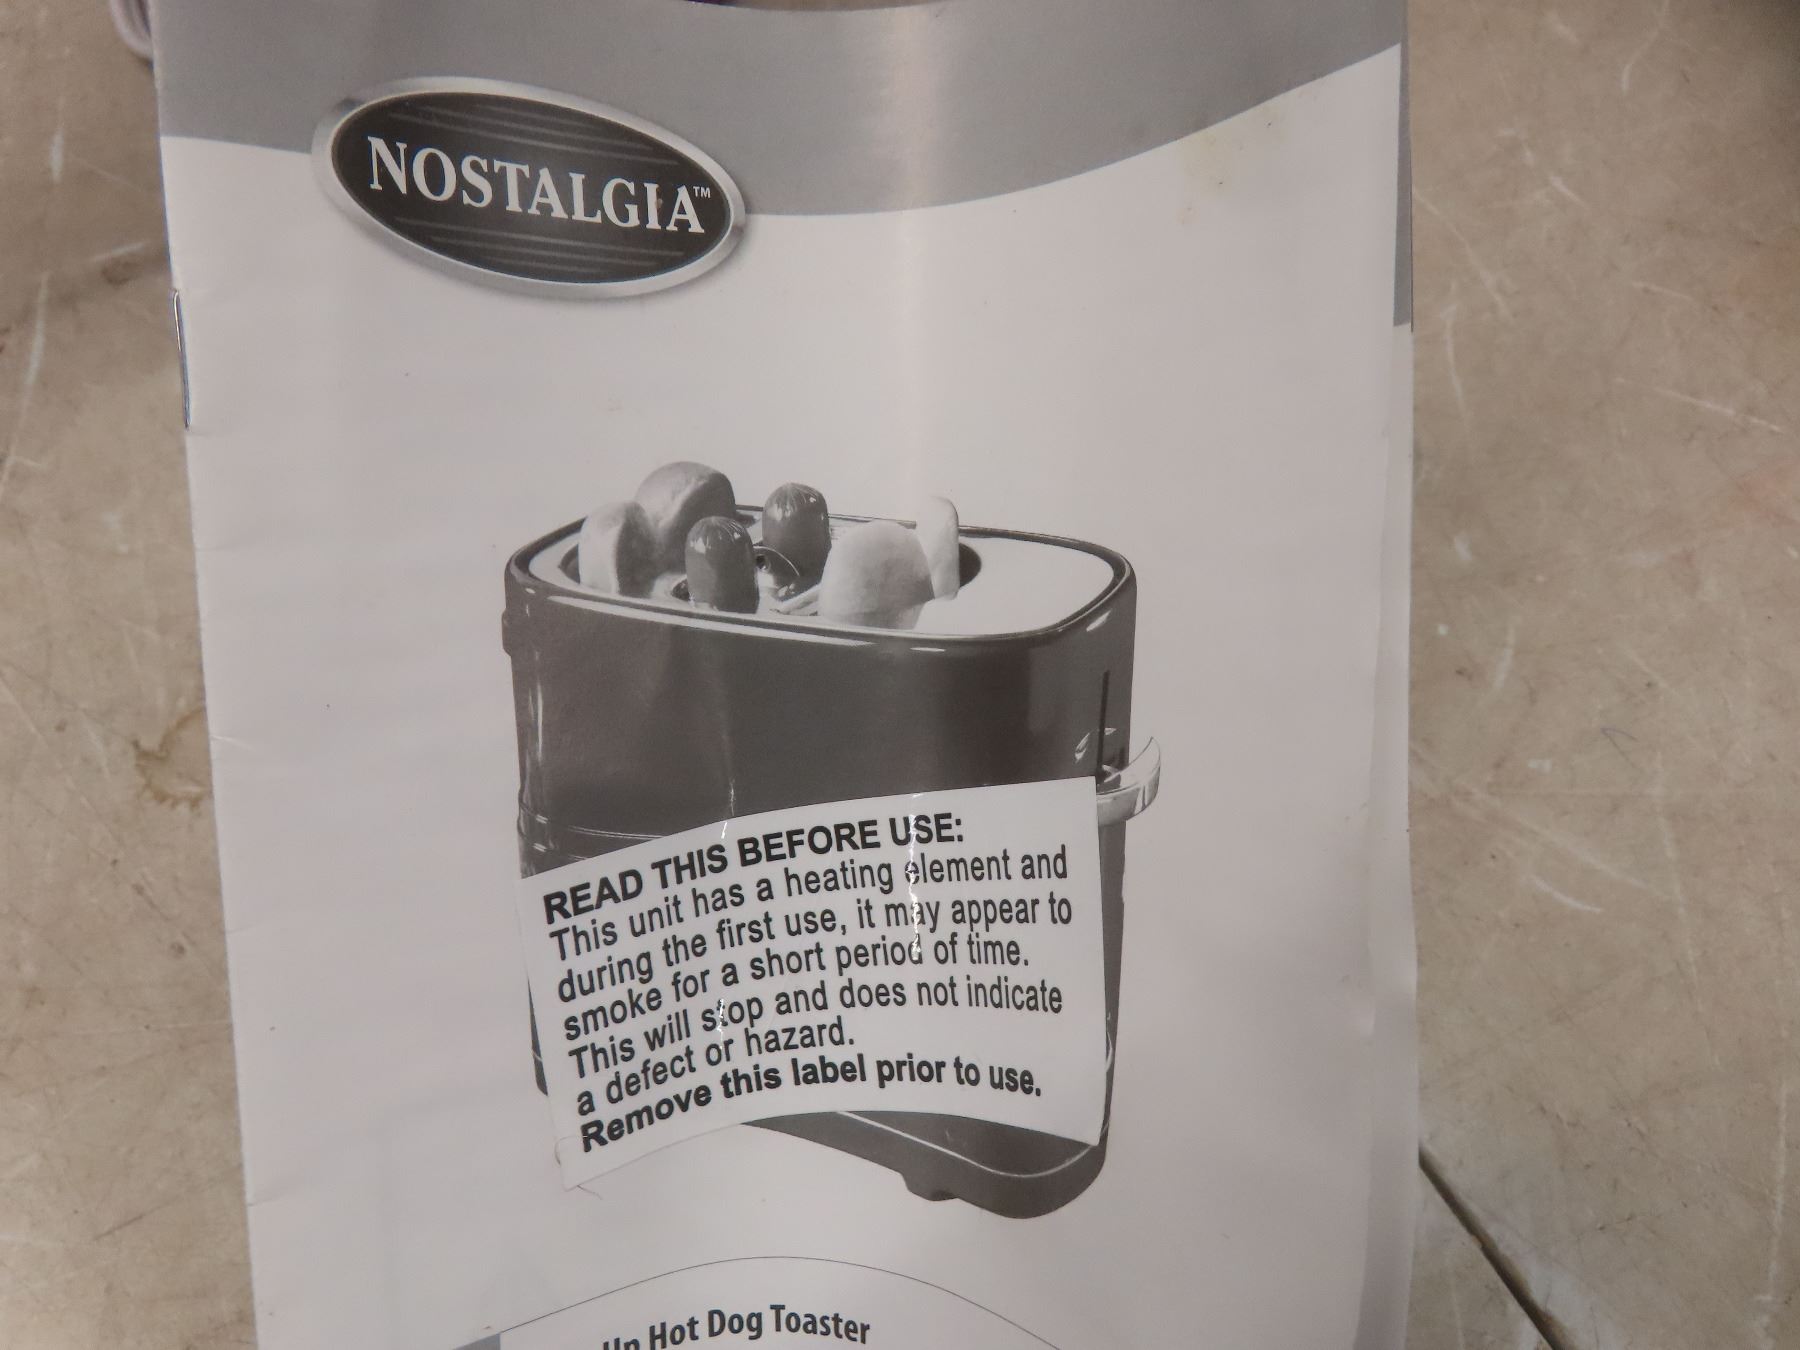 NOSTALGIA™
READ THIS BEFORE USE:
This unit has a heating element and
during the first use, it may appear to
smoke for a short period of time.
This will stop and does not indicate
a defect or hazard.
Remove this label prior to use.
Up Hot Dog Toaster